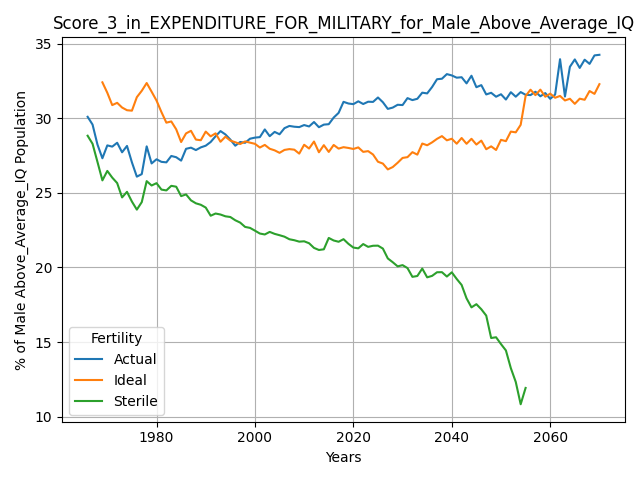 Score_3_in_EXPENDITURE_FOR_MILITARY_for_Male_Above_Average_IQ
% of Male Above_Average_IQ Population
35
30
25
20
15
10
Fertility
Actual
Ideal
Sterile
1980
2000
2020
2040
2060
Years